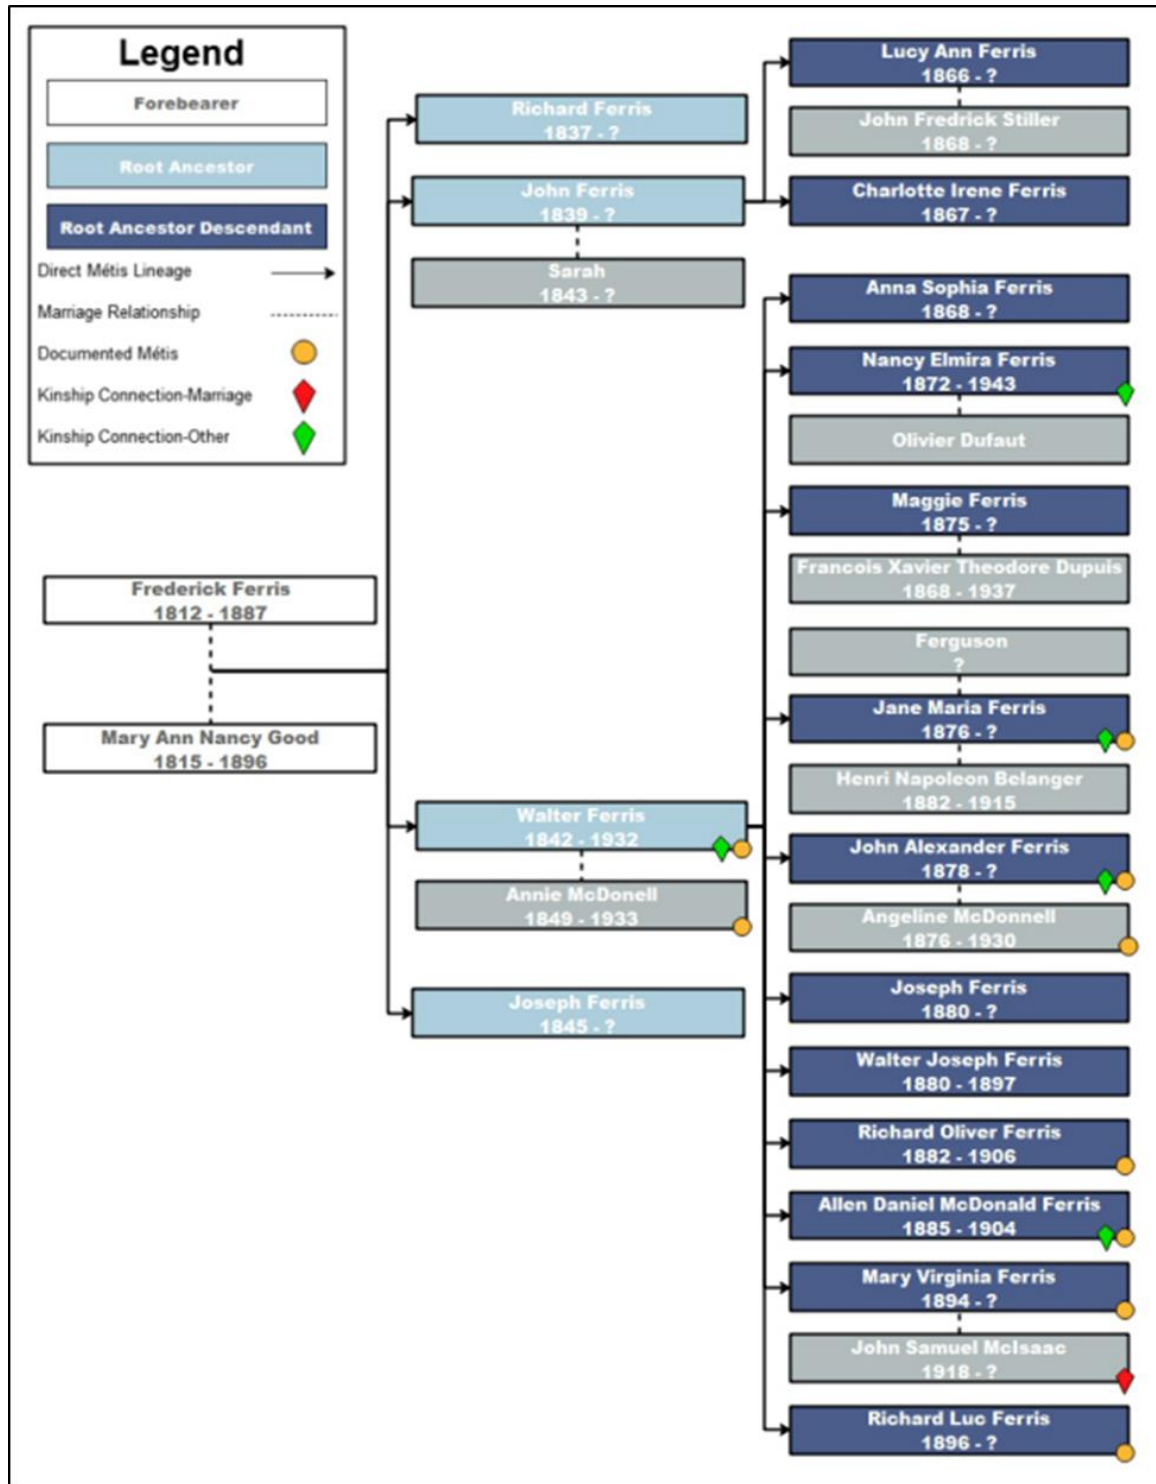 Legend
Forebearer
Root Ancestor
Root Ancestor Descendant
Direct Métis Lineage
Marriage Relationship
Documented Métis
Kinship Connection-Marriage
Kinship Connection-Other
Frederick Ferris
1812 - 1887
Mary Ann Nancy Good
1815 - 1896
Richard Ferris
1837 - ?
John Ferris
1839 - ?
Sarah
1843 - ?
Walter Ferris
1842 - 1932
Annie McDonell
1849 - 1933
Joseph Ferris
1845 - ?
Lucy Ann Ferris
1866 - ?
John Fredrick Stiller
1868 - ?
Charlotte Irene Ferris
1867 - ?
Anna Sophia Ferris
1868 - ?
Nancy Elmira Ferris
1872 - 1943
Olivier Dufaut
Maggie Ferris
1875 - ?
Francois Xavier Theodore Dupuis
1868 - 1937
Ferguson
?
Jane Maria Ferris
1876 - ?
Henri Napoleon Belanger
1882 - 1915
John Alexander Ferris
1878 - ?
Angeline McDonnell
1876 - 1930
Joseph Ferris
1880 - ?
Walter Joseph Ferris
1880 - 1897
Richard Oliver Ferris
1882 - 1906
Allen Daniel McDonald Ferris
1885 - 1904
Mary Virginia Ferris
1894 - ?
John Samuel McIsaac
1918 - ?
Richard Luc Ferris
1896 - ?